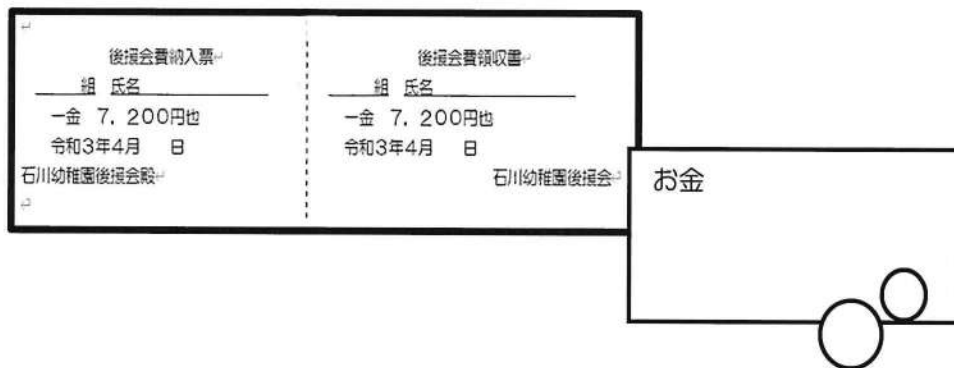 後援会費納入票
組 氏名
一金 7，200円也
令和3年4月 日
石川幼稚園後援会殿
後援会費領収書
組 氏名
一金 7，200円也
令和3年4月 日
石川幼稚園後援会
お金